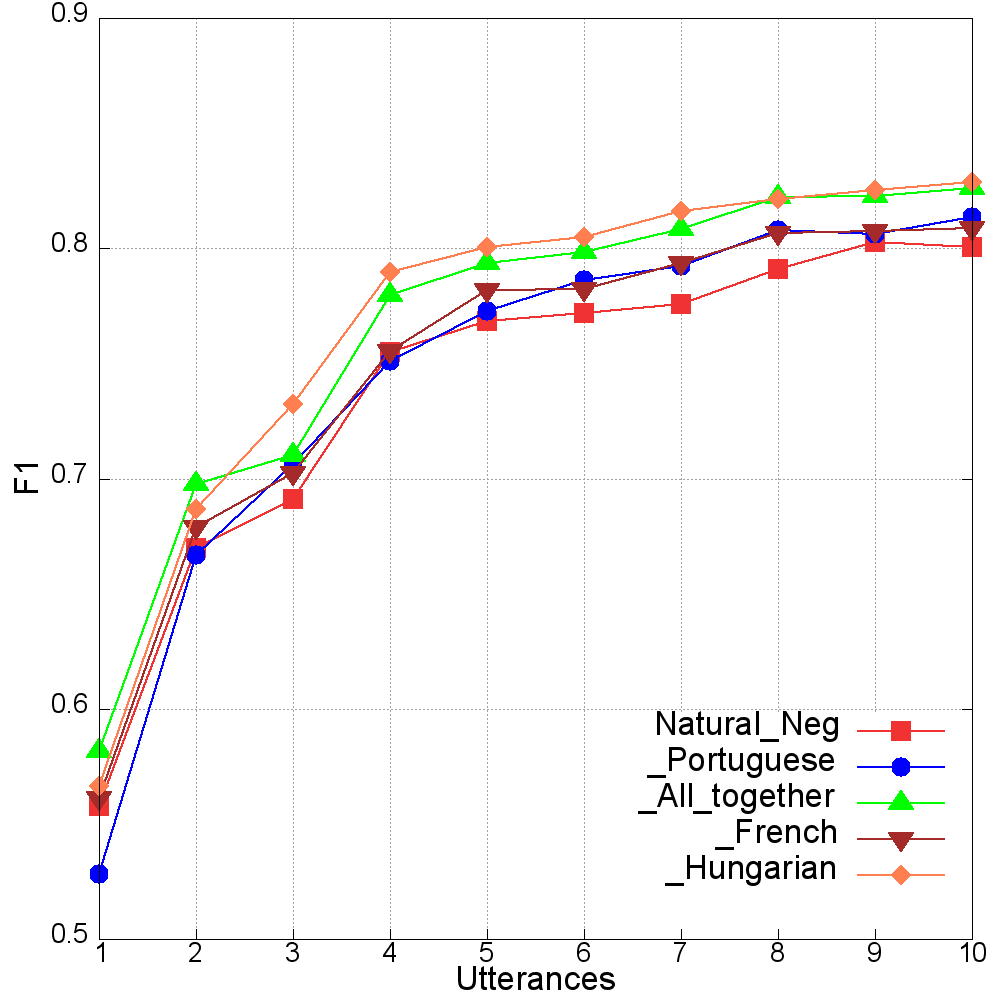 0.9
0.8
0.7
0.6
0.5
F1
1 2 3 4 5 6 7 8 9 10
Utterances
Natural_Neg
_Portuguese
_All_together
_French
_Hungarian